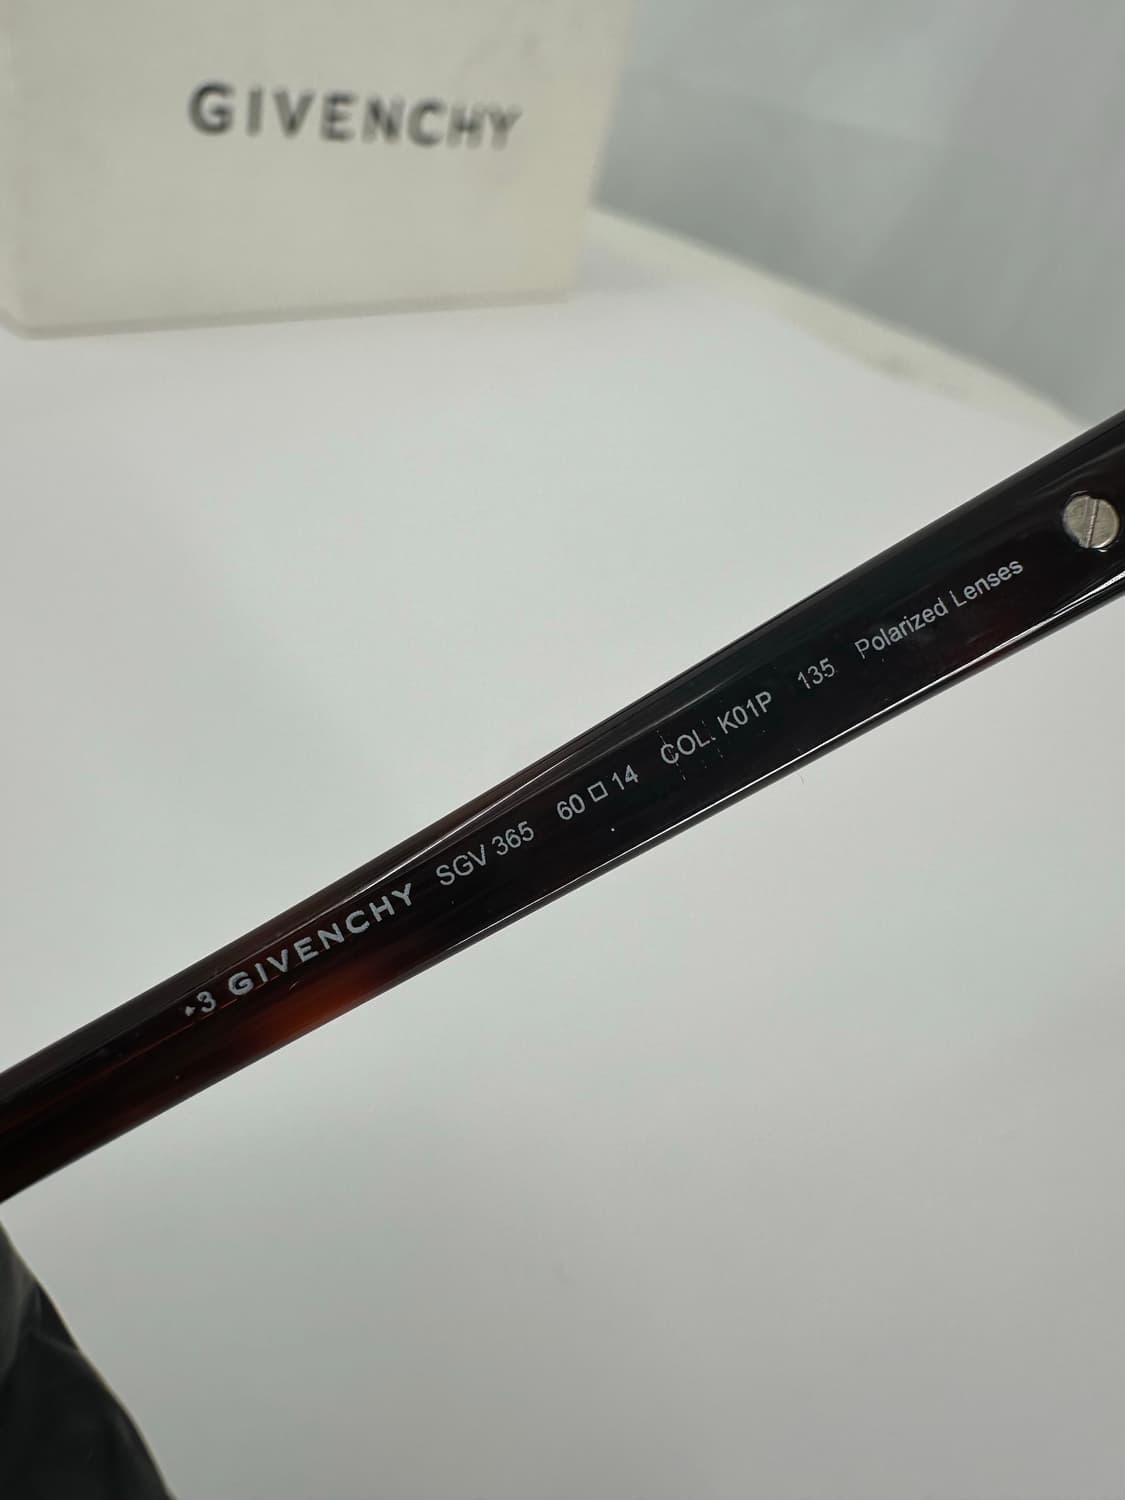 GIVENCHY
3 GIVENCHY SGV 365 60□14 COL. K01P 135 Polarized Lenses